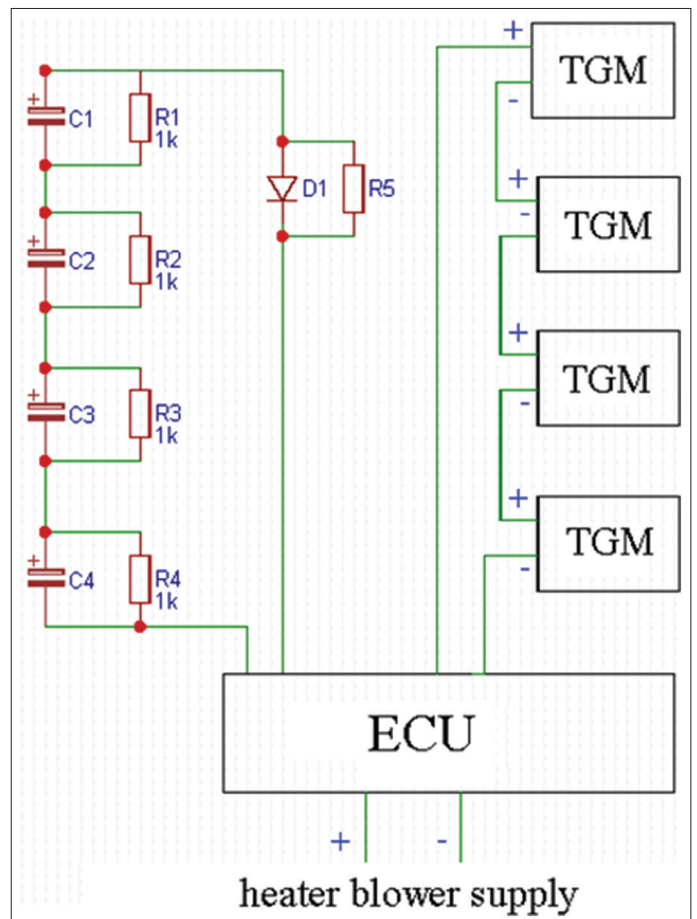 C1
R1
1k
C2
R2
1k
C3
R3
1k
C4
R4
1k
D1
R5
+
TGM
-
+
TGM
-
+
TGM
-
+
TGM
-
ECU
+ -
heater blower supply